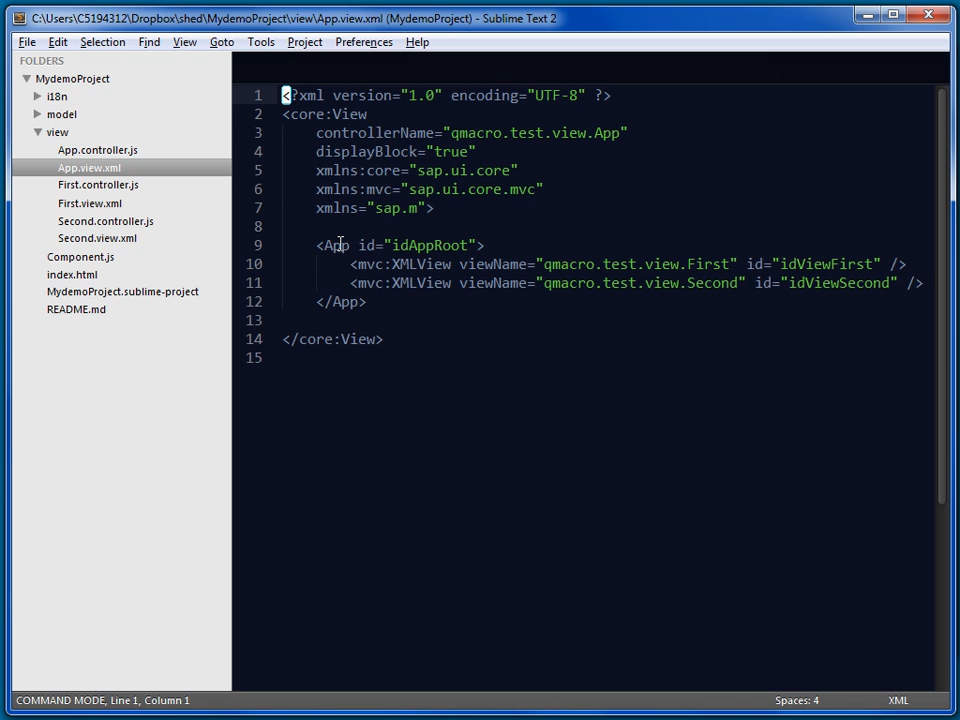 C:\Users\C5194312\Dropbox\shed\MydemoProject\view\App.view.xml (MydemoProject) - Sublime Text 2
File Edit Selection Find View Goto Tools Project Preferences Help
FOLDERS
MydemoProject
i18n
model
view
App.controller.js
App.view.xml
First.controller.js
First.view.xml
Second.controller.js
Second.view.xml
Component.js
index.html
MydemoProject.sublime-project
README.md
1 <?xml version="1.0" encoding="UTF-8" ?>
2 <core:View
3 controllerName="qmacro.test.view.App"
4 displayBlock="true"
5 xmlns:core="sap.ui.core"
6 xmlns:mvc="sap.ui.core.mvc"
7 xmlns="sap.m">
8
9 <App id="idAppRoot">
10 <mvc:XMLView viewName="qmacro.test.view.First" id="idViewFirst" />
11 <mvc:XMLView viewName="qmacro.test.view.Second" id="idViewSecond" />
12 </App>
13
14 </core:View>
15
COMMAND MODE, Line 1, Column 1 Spaces: 4 XML